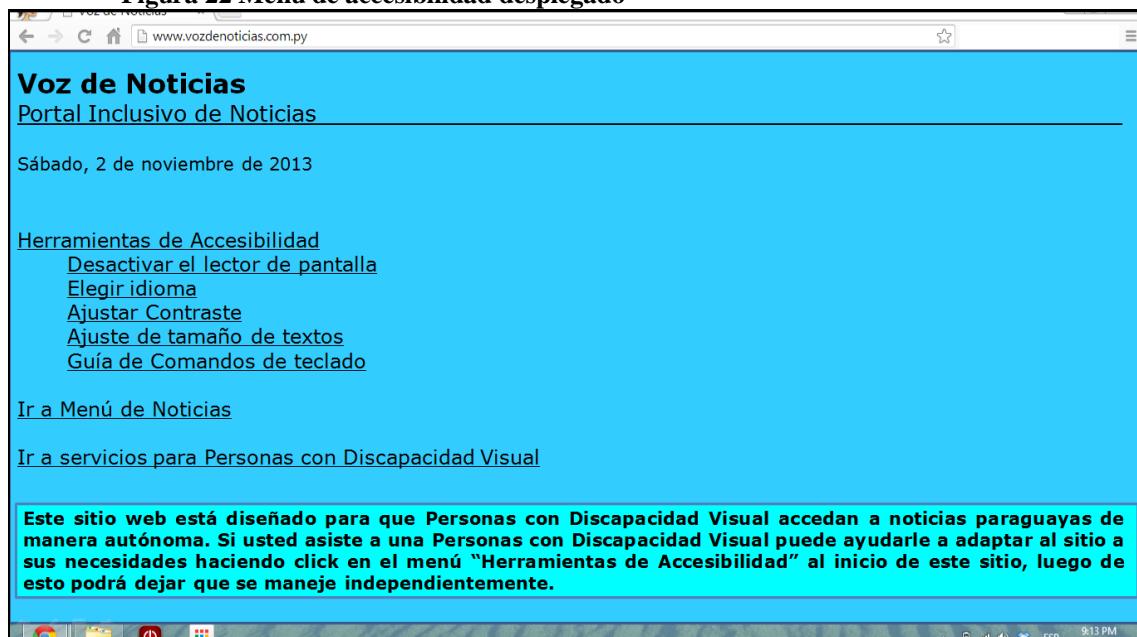 Figura 22 Menú de accesibilidad desplegado
Voz de Noticias
www.vozdenoticias.com.py
Voz de Noticias
Portal Inclusivo de Noticias
Sábado, 2 de noviembre de 2013
Herramientas de Accesibilidad
Desactivar el lector de pantalla
Elegir idioma
Ajustar Contraste
Ajuste de tamaño de textos
Guía de Comandos de teclado
Ir a Menú de Noticias
Ir a servicios para Personas con Discapacidad Visual
Este sitio web está diseñado para que Personas con Discapacidad Visual accedan a noticias paraguayas de
manera autónoma. Si usted asiste a una Personas con Discapacidad Visual puede ayudarle a adaptar al sitio a
sus necesidades haciendo click en el menú “Herramientas de Accesibilidad” al inicio de este sitio, luego de
esto podrá dejar que se maneje independientemente.
ESP
9:13 PM